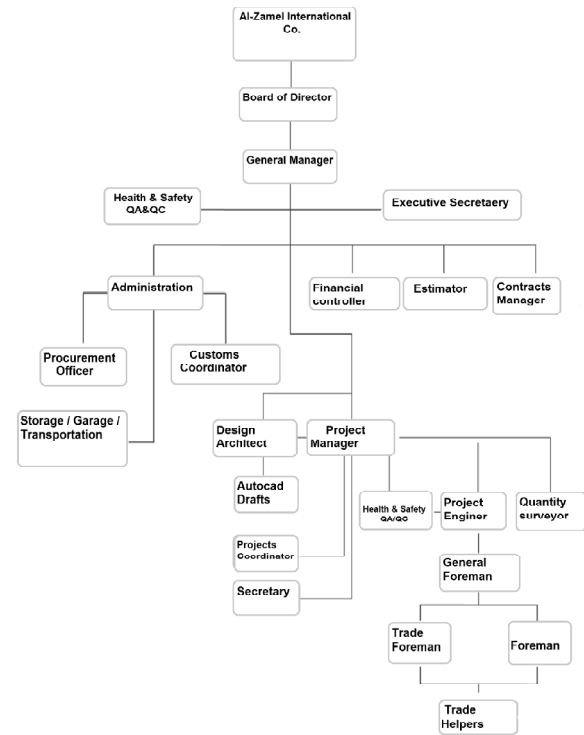 Al-Zamel International
Co.
Board of Director
General Manager
Health & Safety
QA&QC
Executive Secretaery
Administration
Financial
controller
Estimator
Contracts
Manager
Procurement
Officer
Customs
Coordinator
Storage / Garage /
Transportation
Design
Architect
Project
Manager
Autocad
Drafts
Health & Safety
QA/QC
Project
Enginer
Quantity
surveyor
Projects
Coordinator
General
Foreman
Secretary
Trade
Foreman
Foreman
Trade
Helpers